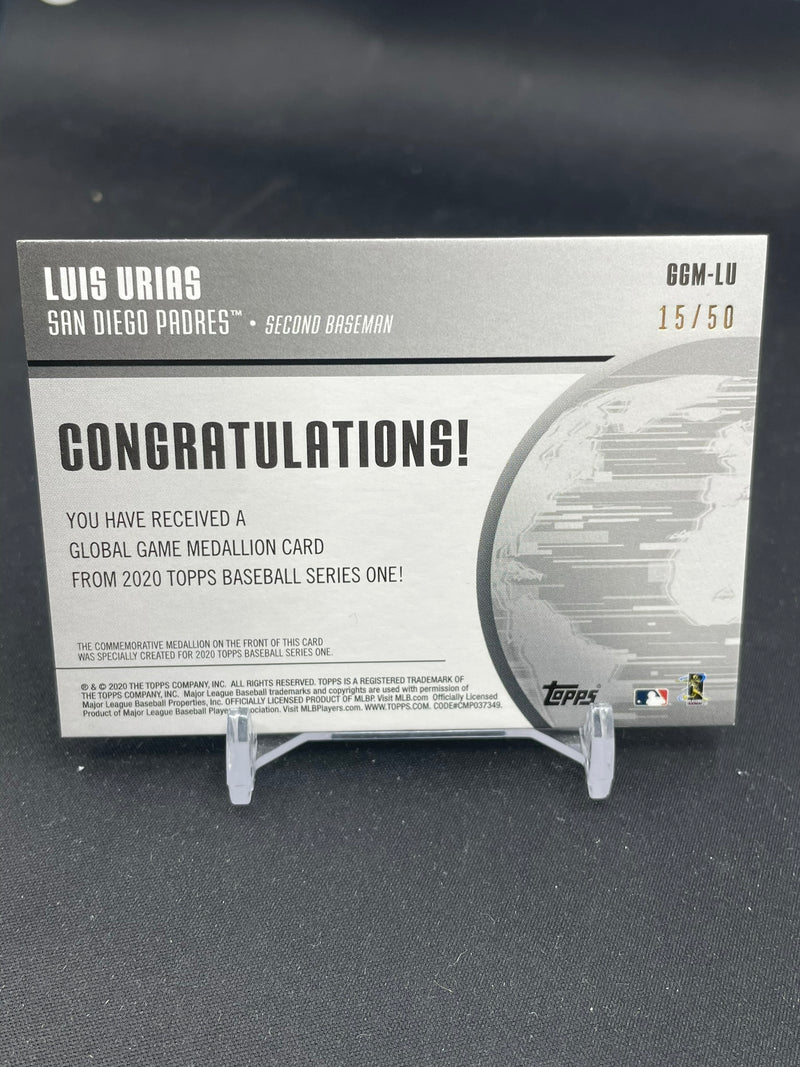 LUIS URIAS
GGM-LU
SAN DIEGO PADRES™ • SECOND BASEMAN
15/50
CONGRATULATIONS!
YOU HAVE RECEIVED A
GLOBAL GAME MEDALLION CARD
FROM 2020 TOPPS BASEBALL SERIES ONE!
THE COMMEMORATIVE MEDALLION ON THE FRONT OF THIS CARD
WAS SPECIALLY CREATED FOR 2020 TOPPS BASEBALL SERIES ONE.
® & © 2020 THE TOPPS COMPANY, INC. ALL RIGHTS RESERVED. TOPPS IS A REGISTERED TRADEMARK OF
THE TOPPS COMPANY, INC. Major League Baseball trademarks and copyrights are used with permission of
Major League Baseball Properties, Inc. OFFICIALLY LICENSED PRODUCT OF MLBP. Visit MLB.com Officially Licensed
Product of Major League Baseball Players Association. Visit MLBPlayers.com. WWW.TOPPS.COM. CODE#CMP037349.
Topps®